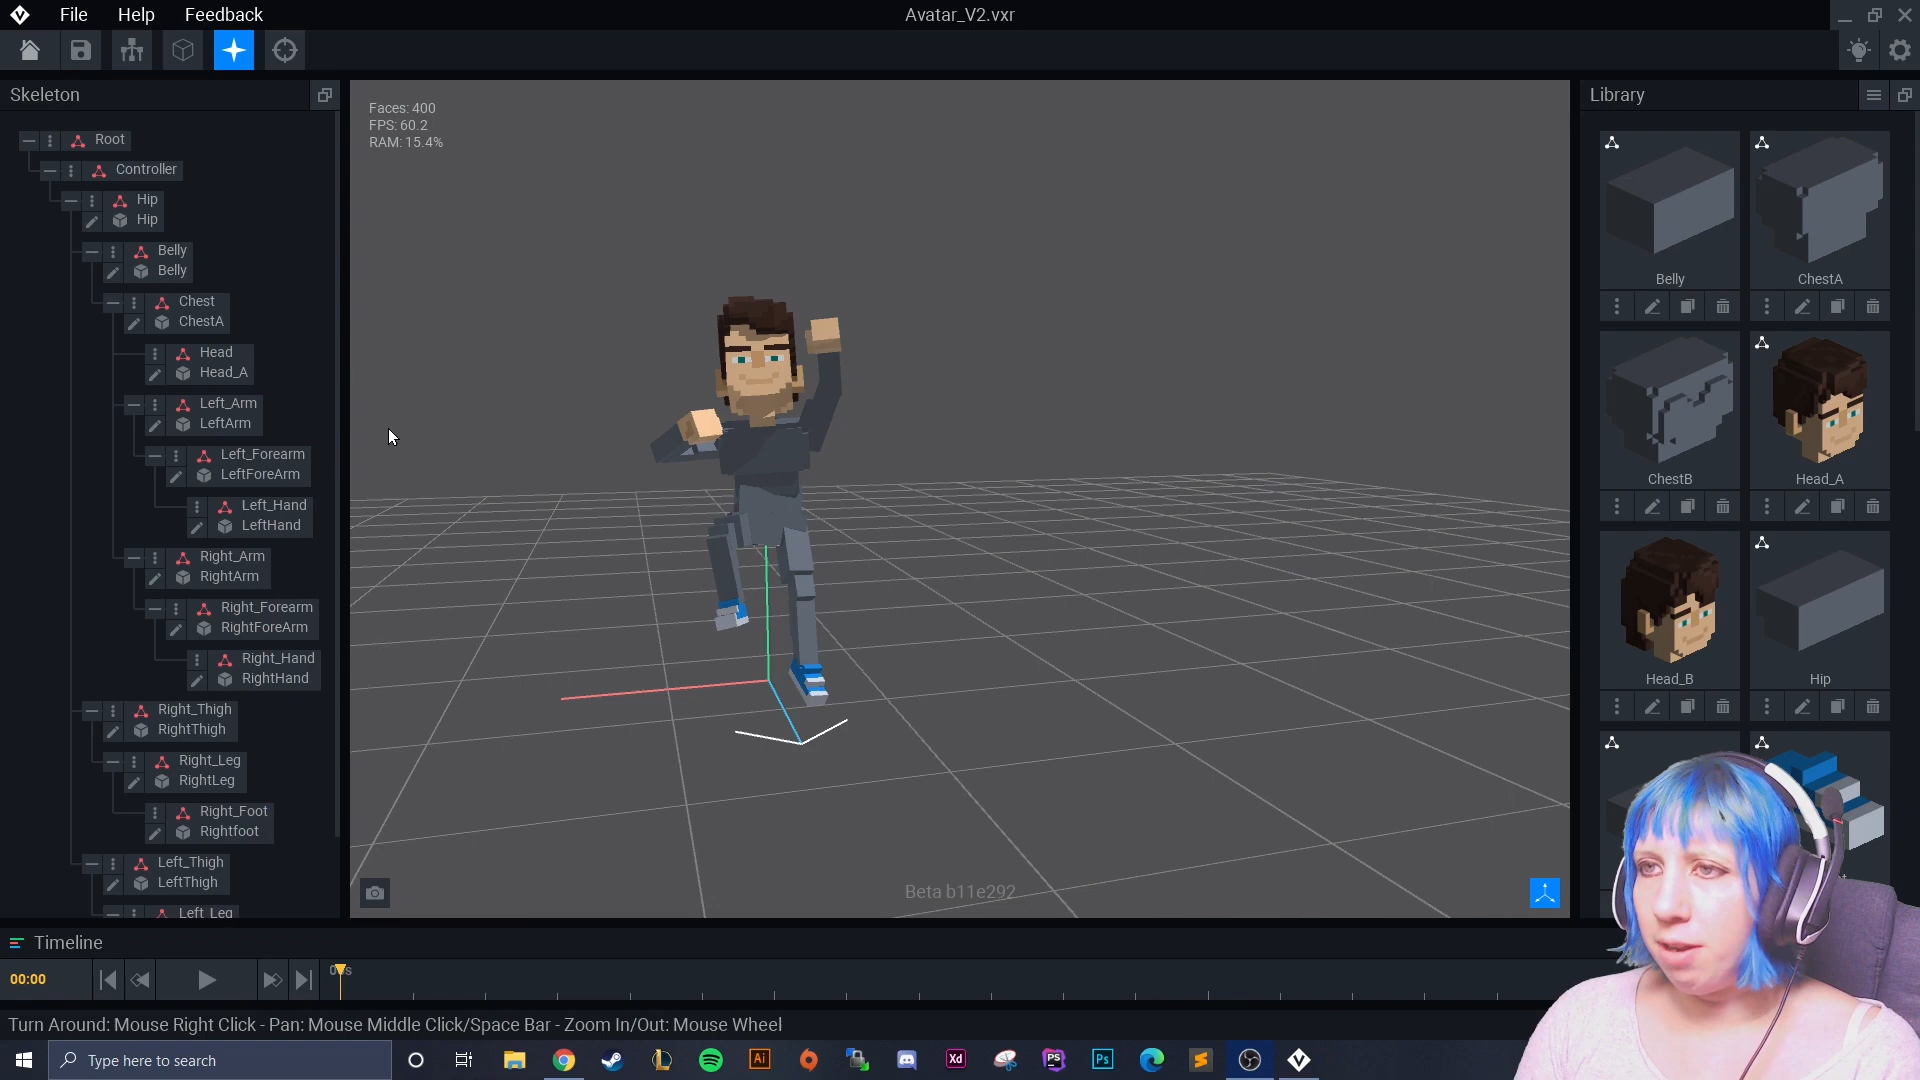 File Help Feedback Avatar_V2.vxr
Skeleton
Root
Controller
Hip
Hip
Belly
Belly
Chest
ChestA
Head
Head_A
Left_Arm
LeftArm
Left_Forearm
LeftForeArm
Left_Hand
LeftHand
Right_Arm
RightArm
Right_Forearm
RightForeArm
Right_Hand
RightHand
Right_Thigh
RightThigh
Right_Leg
RightLeg
Right_Foot
Rightfoot
Left_Thigh
LeftThigh
Left_Leg
Faces: 400
FPS: 60.2
RAM: 15.4%
Beta b11e292
Library
Belly ChestA
ChestB Head_A
Head_B Hip
Timeline
00:00
Turn Around: Mouse Right Click - Pan: Mouse Middle Click/Space Bar - Zoom In/Out: Mouse Wheel
Type here to search
Ai
Xd
PS
Ps